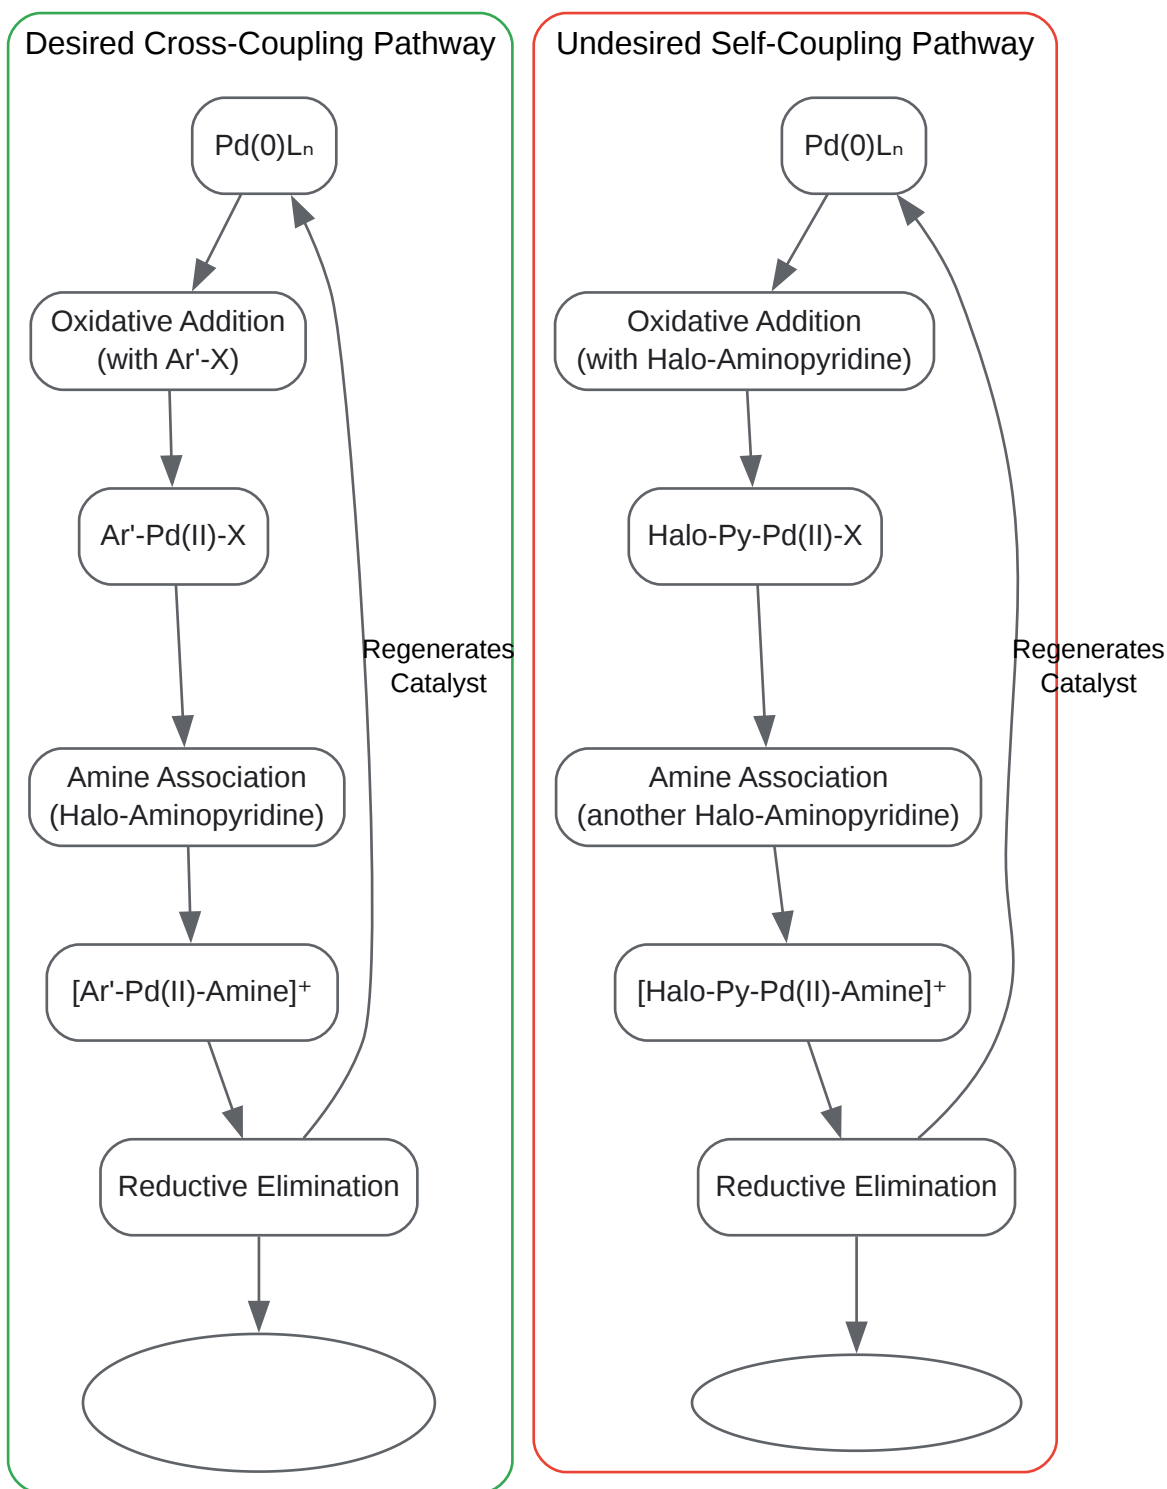 Desired Cross-Coupling Pathway
Pd(0)Lₙ
Oxidative Addition
(with Ar'-X)
Ar'-Pd(II)-X
Regenerates
Catalyst
Amine Association
(Halo-Aminopyridine)
[Ar'-Pd(II)-Amine]⁺
Reductive Elimination
Undesired Self-Coupling Pathway
Pd(0)Lₙ
Oxidative Addition
(with Halo-Aminopyridine)
Halo-Py-Pd(II)-X
Regenerates
Catalyst
Amine Association
(another Halo-Aminopyridine)
[Halo-Py-Pd(II)-Amine]⁺
Reductive Elimination